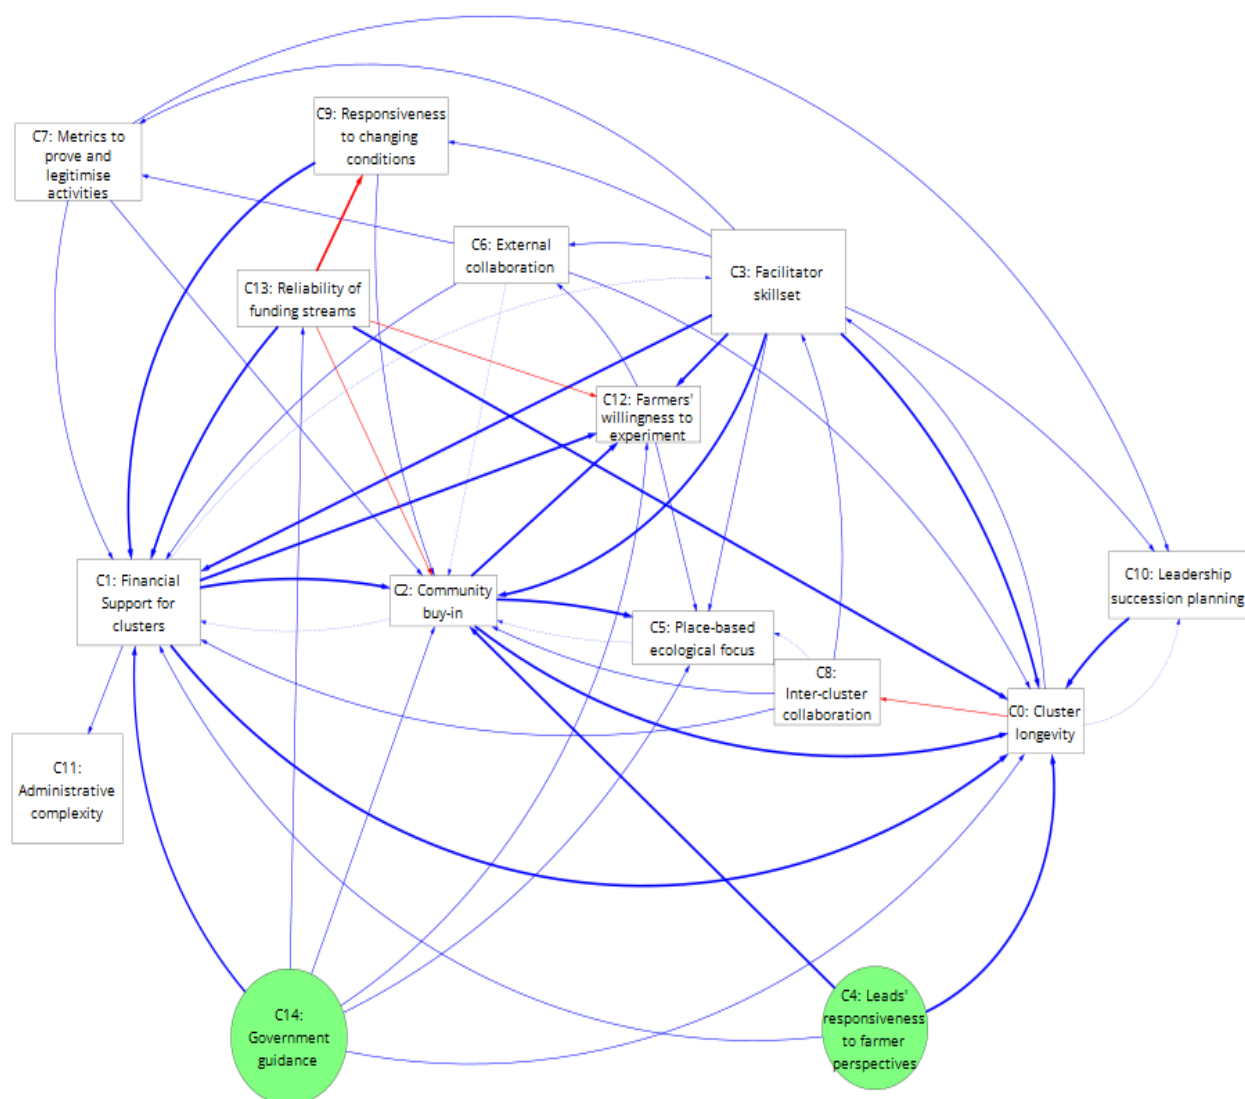 C9: Responsiveness
to changing
conditions
C7: Metrics to
prove and
legitimise
activities
C6: External
collaboration
C3: Facilitator
skillset
C13: Reliability of
funding streams
C12: Farmers'
willingness to
experiment
C1: Financial
Support for
clusters
C2: Community
buy-in
C10: Leadership
succession planning
C5: Place-based
ecological focus
C8:
Inter-cluster
collaboration
C0: Cluster
longevity
C11:
Administrative
complexity
C14:
Government
guidance
C4: Leads'
responsiveness
to farmer
perspectives